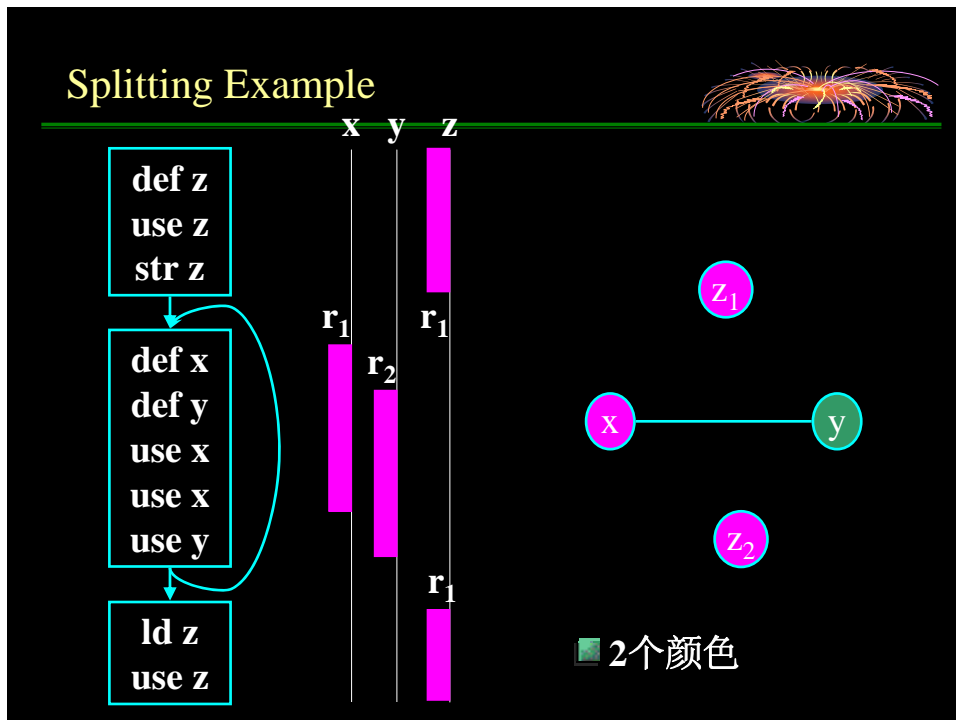 Splitting Example
x y z
def z
use z
str z
r₁ r₁
r₂
def x
def y
use x
use x
use y
r₁
ld z
use z
z₁
x y
z₂
2个颜色